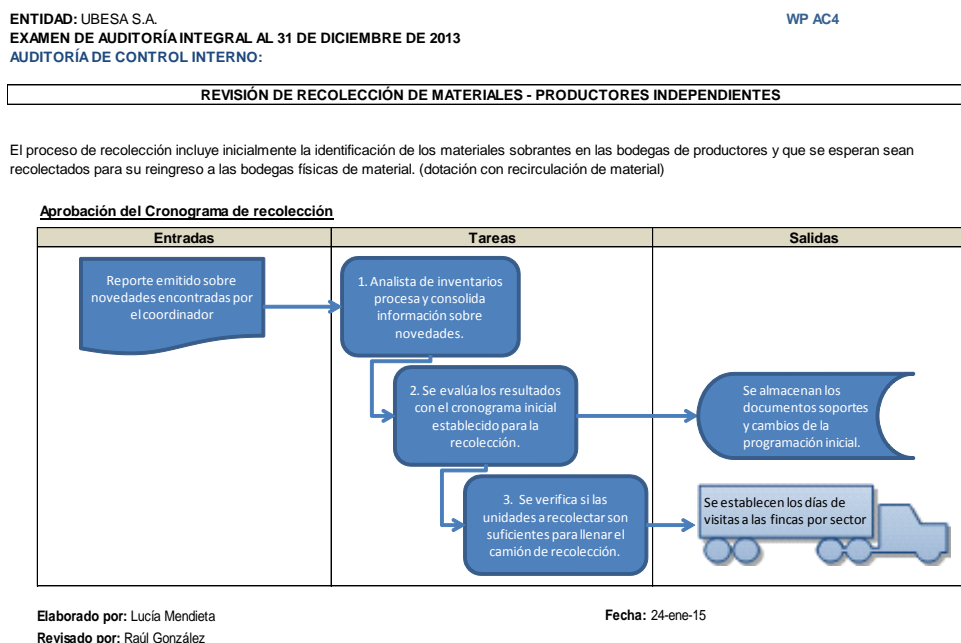 ENTIDAD: UBESA S.A.
WP AC4
EXAMEN DE AUDITORÍA INTEGRAL AL 31 DE DICIEMBRE DE 2013
AUDITORÍA DE CONTROL INTERNO:
REVISIÓN DE RECOLECCIÓN DE MATERIALES - PRODUCTORES INDEPENDIENTES
El proceso de recolección incluye inicialmente la identificación de los materiales sobrantes en las bodegas de productores y que se esperan sean
recolectados para su reingreso a las bodegas físicas de material. (dotación con recirculación de material)
Aprobación del Cronograma de recolección
Entradas
Tareas
Salidas
Reporte emitido sobre
novedades encontradas por
el coordinador
1. Analista de inventarios
procesa y consolida
información sobre
novedades.
2. Se evalúa los resultados
con el cronograma inicial
establecido para la
recolección.
Se almacenan los
documentos soportes
y cambios de la
programación inicial.
3. Se verifica si las
unidades a recolectar son
suficientes para llenar el
camión de recolección.
Se establecen los días de
visitas a las fincas por sector
Elaborado por: Lucía Mendieta
Fecha: 24-ene-15
Revisado por: Raúl González